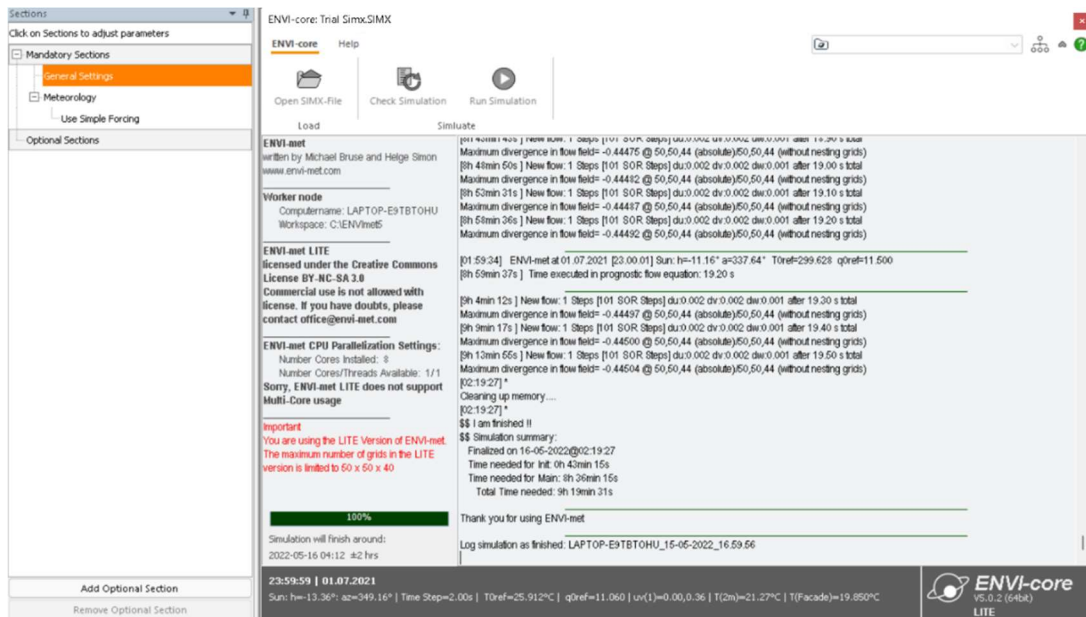 Sections
Click on Sections to adjust parameters
Mandatory Sections
General Settings
Meteorology
Use Simple Forcing
Optional Sections
Add Optional Section
Remove Optional Section
ENVI-core: Trial Simx.SIMX
ENVI-core Help
Open SIMX-File Check Simulation Run Simulation
Load Simluate
ENVI-met
written by Michael Bruse and Helge Simon
www.envi-met.com
Worker node
Computername: LAPTOP-E9TBTOHU
Workspace: C:\ENVImet5
ENVI-met LITE
licensed under the Creative Commons
License BY-NC-SA 3.0
Commercial use is not allowed with
license. If you have doubts, please
contact office@envi-met.com
ENVI-met CPU Parallelization Settings:
Number Cores Installed: 8
Number Cores/Threads Available: 1/1
Sorry, ENVI-met LITE does not support
Multi-Core usage
Important
You are using the LITE Version of ENVI-met.
The maximum number of grids in the LITE
version is limited to 50 x 50 x 40
100%
Simulation will finish around:
2022-05-16 04:12 ±2 hrs
[8h 43min 43s ] New flow: 1 Steps [101 SOR Steps] du:0.002 dv:0.002 dw:0.001 after 18.90 s total
Maximum divergence in flow field= -0.44475 @ 50,50,44 (absolute)/50,50,44 (without nesting grids)
[8h 48min 50s ] New flow: 1 Steps [101 SOR Steps] du:0.002 dv:0.002 dw:0.001 after 19.00 s total
Maximum divergence in flow field= -0.44482 @ 50,50,44 (absolute)/50,50,44 (without nesting grids)
[8h 53min 31s ] New flow: 1 Steps [101 SOR Steps] du:0.002 dv:0.002 dw:0.001 after 19.10 s total
Maximum divergence in flow field= -0.44487 @ 50,50,44 (absolute)/50,50,44 (without nesting grids)
[8h 58min 36s ] New flow: 1 Steps [101 SOR Steps] du:0.002 dv:0.002 dw:0.001 after 19.20 s total
Maximum divergence in flow field= -0.44492 @ 50,50,44 (absolute)/50,50,44 (without nesting grids)
[01:59:34] ENVI-met at 01.07.2021 [23.00.01] Sun: h=-11.16° a=337.64° T0ref=299.628 q0ref=11.500
[8h 59min 37s ] Time executed in prognostic flow equation: 19.20 s
[9h 4min 12s ] New flow: 1 Steps [101 SOR Steps] du:0.002 dv:0.002 dw:0.001 after 19.30 s total
Maximum divergence in flow field= -0.44497 @ 50,50,44 (absolute)/50,50,44 (without nesting grids)
[9h 9min 17s ] New flow: 1 Steps [101 SOR Steps] du:0.002 dv:0.002 dw:0.001 after 19.40 s total
Maximum divergence in flow field= -0.44500 @ 50,50,44 (absolute)/50,50,44 (without nesting grids)
[9h 13min 55s ] New flow: 1 Steps [101 SOR Steps] du:0.002 dv:0.002 dw:0.001 after 19.50 s total
Maximum divergence in flow field= -0.44504 @ 50,50,44 (absolute)/50,50,44 (without nesting grids)
[02:19:27] *
Cleaning up memory....
[02:19:27] *
$$ I am finished !!
$$ Simulation summary:
Finalized on 16-05-2022@02:19:27
Time needed for Init: 0h 43min 15s
Time needed for Main: 8h 36min 15s
Total Time needed: 9h 19min 31s
Thank you for using ENVI-met
Log simulation as finished: LAPTOP-E9TBTOHU_15-05-2022_16.59.56
23:59:59 | 01.07.2021
Sun: h=-13.36°: az=349.16° | Time Step=2.00s | T0ref=25.912°C | q0ref=11.060 | uv(1)=0.00,0.36 | T(2m)=21.27°C | T(Facade)=19.850°C
ENVI-core
V5.0.2 (64bit)
LITE